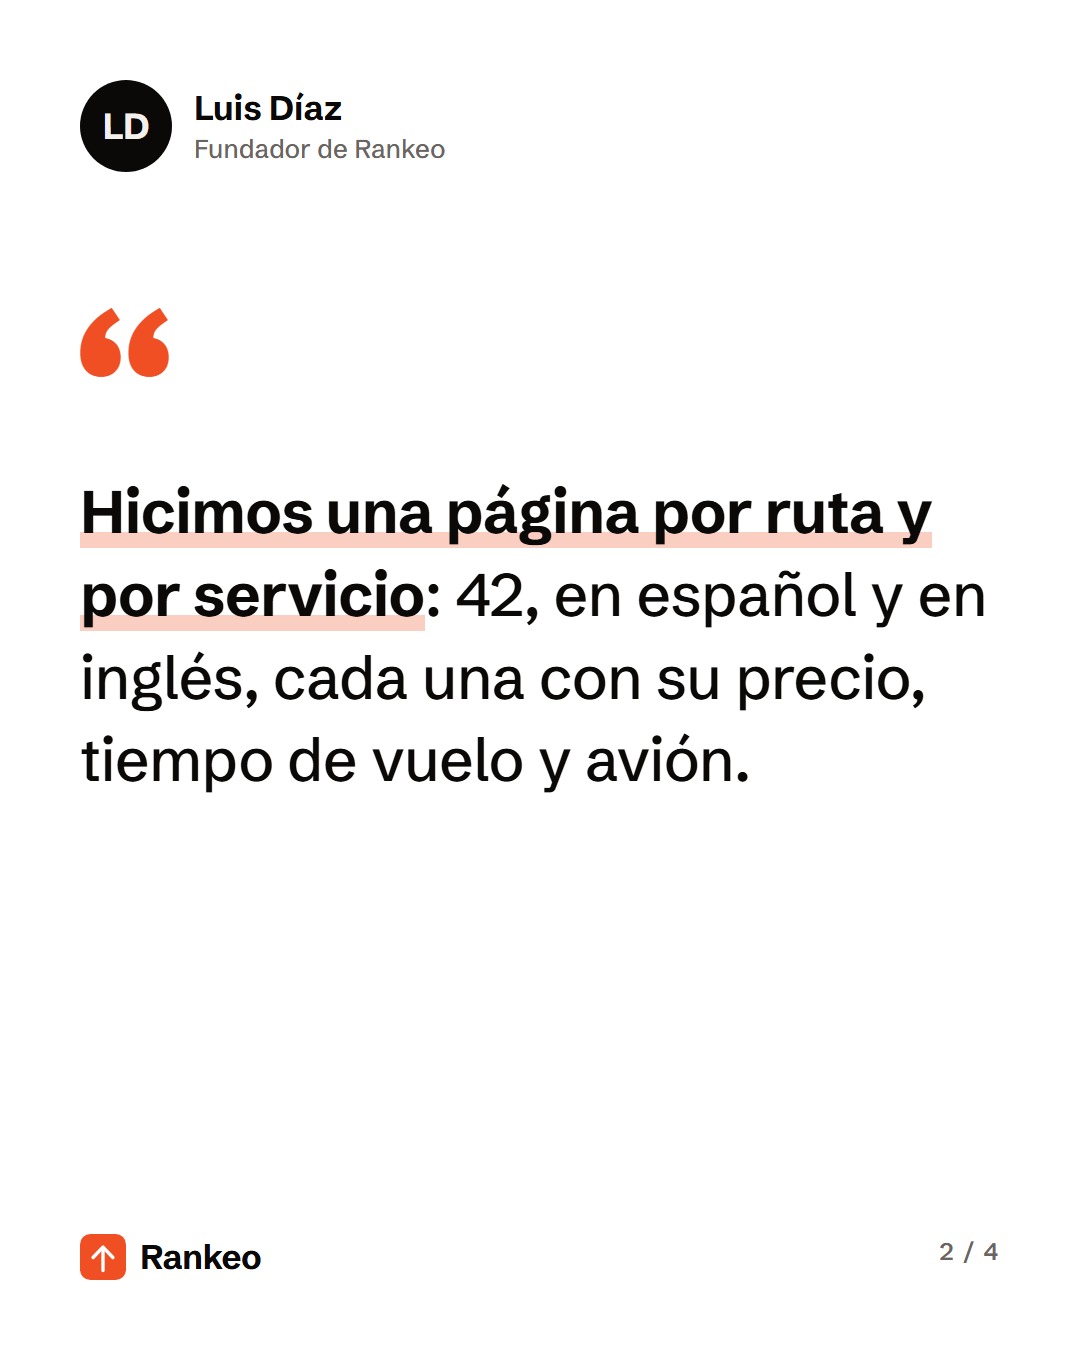 LD
Luis Díaz
Fundador de Rankeo
“
Hicimos una página por ruta y
por servicio: 42, en español y en
inglés, cada una con su precio,
tiempo de vuelo y avión.
Rankeo
2 / 4